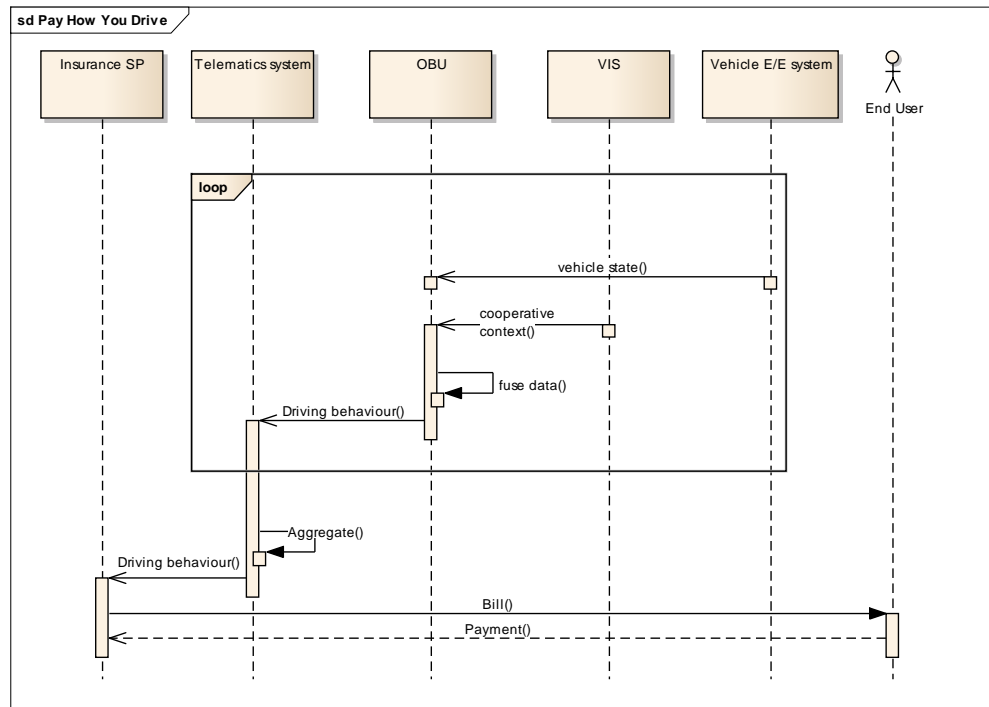 sd Pay How You Drive
Insurance SP
Telematics system
OBU
VIS
Vehicle E/E system
End User
loop
vehicle state()
cooperative
context()
fuse data()
Driving behaviour()
Aggregate()
Driving behaviour()
Bill()
Payment()